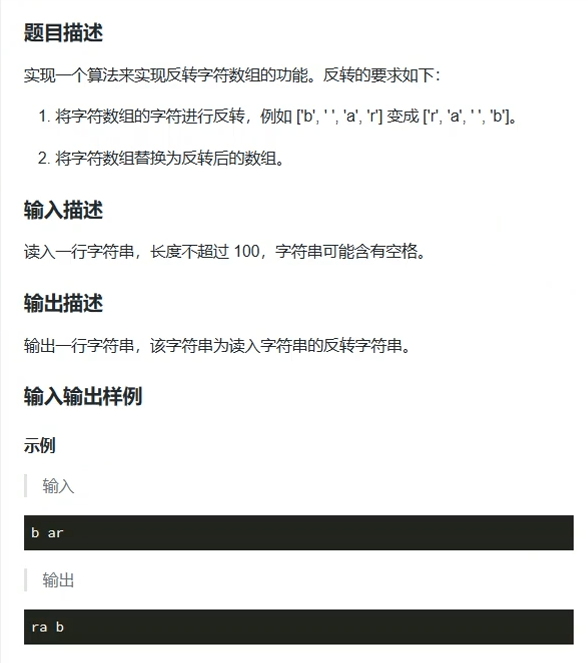 题目描述
实现一个算法来实现反转字符数组的功能。反转的要求如下：
1. 将字符数组的字符进行反转，例如 ['b', ' ', 'a', 'r'] 变成 ['r', 'a', ' ', 'b']。
2. 将字符数组替换为反转后的数组。
输入描述
读入一行字符串，长度不超过 100，字符串可能含有空格。
输出描述
输出一行字符串，该字符串为读入字符串的反转字符串。
输入输出样例
示例
输入
b ar
输出
ra b